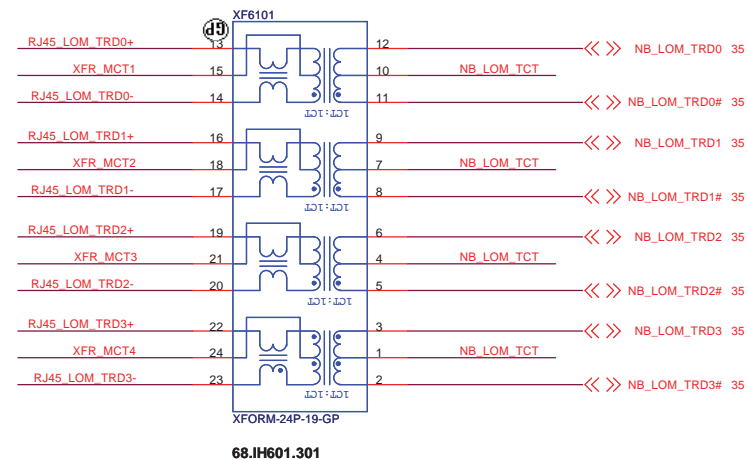 XF6101
GP
RJ45_LOM_TRD0+ 13 12 NB_LOM_TRD0 35
XFR_MCT1 15 10 NB_LOM_TCT
RJ45_LOM_TRD0- 14 11 NB_LOM_TRD0# 35
1CT:1CT
RJ45_LOM_TRD1+ 16 9 NB_LOM_TRD1 35
XFR_MCT2 18 7 NB_LOM_TCT
RJ45_LOM_TRD1- 17 8 NB_LOM_TRD1# 35
1CT:1CT
RJ45_LOM_TRD2+ 19 6 NB_LOM_TRD2 35
XFR_MCT3 21 4 NB_LOM_TCT
RJ45_LOM_TRD2- 20 5 NB_LOM_TRD2# 35
1CT:1CT
RJ45_LOM_TRD3+ 22 3 NB_LOM_TRD3 35
XFR_MCT4 24 1 NB_LOM_TCT
RJ45_LOM_TRD3- 23 2 NB_LOM_TRD3# 35
1CT:1CT
XFORM-24P-19-GP
68.IH601.301